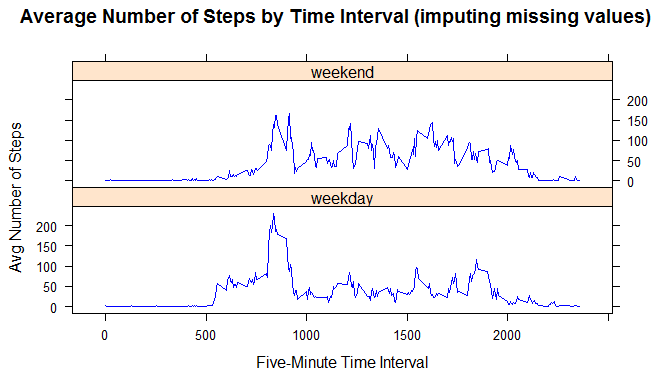 Average Number of Steps by Time Interval (imputing missing values)
weekend
200
150
100
50
0
weekday
200
150
100
50
0
Avg Number of Steps
0 500 1000 1500 2000
Five-Minute Time Interval